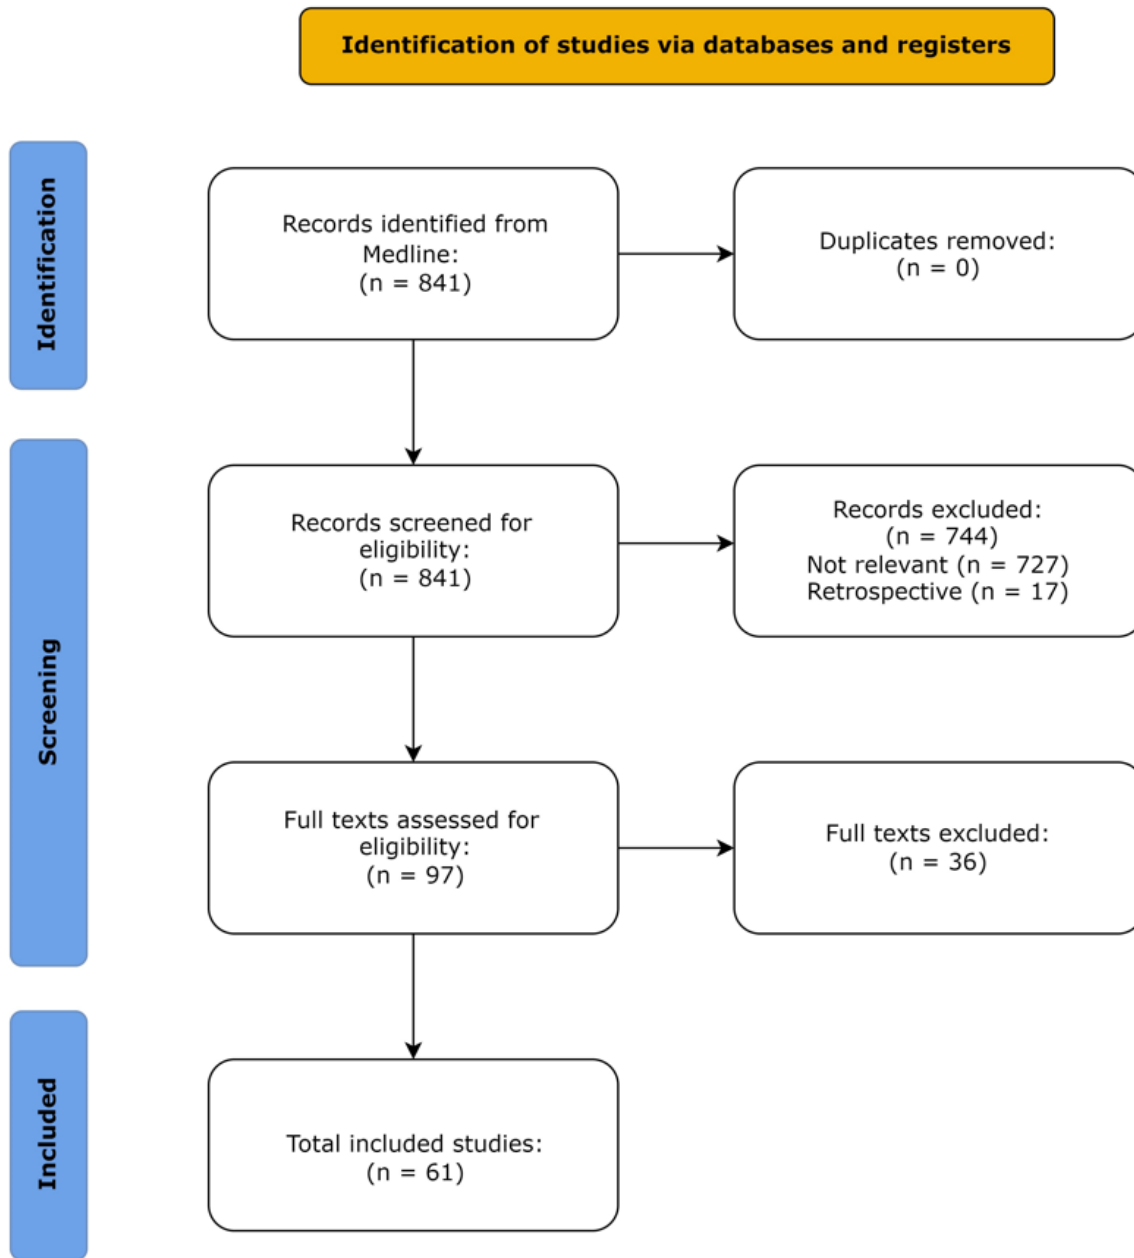 Identification of studies via databases and registers
Identification
Records identified from
Medline:
(n = 841)
Duplicates removed:
(n = 0)
Screening
Records screened for
eligibility:
(n = 841)
Records excluded:
(n = 744)
Not relevant (n = 727)
Retrospective (n = 17)
Full texts assessed for
eligibility:
(n = 97)
Full texts excluded:
(n = 36)
Included
Total included studies:
(n = 61)